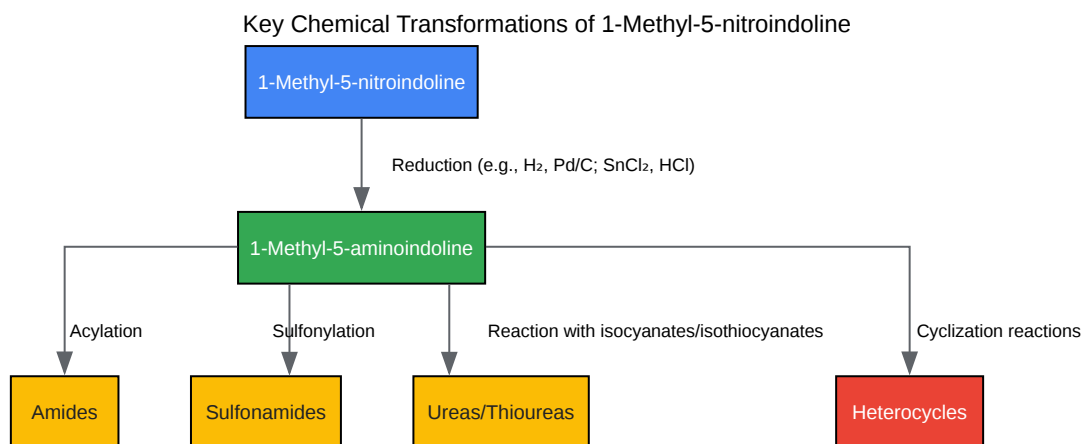 Key Chemical Transformations of 1-Methyl-5-nitroindoline
1-Methyl-5-nitroindoline
Reduction (e.g., H₂, Pd/C; SnCl₂, HCl)
1-Methyl-5-aminoindoline
Acylation
Sulfonylation
Reaction with isocyanates/isothiocyanates
Cyclization reactions
Amides
Sulfonamides
Ureas/Thioureas
Heterocycles